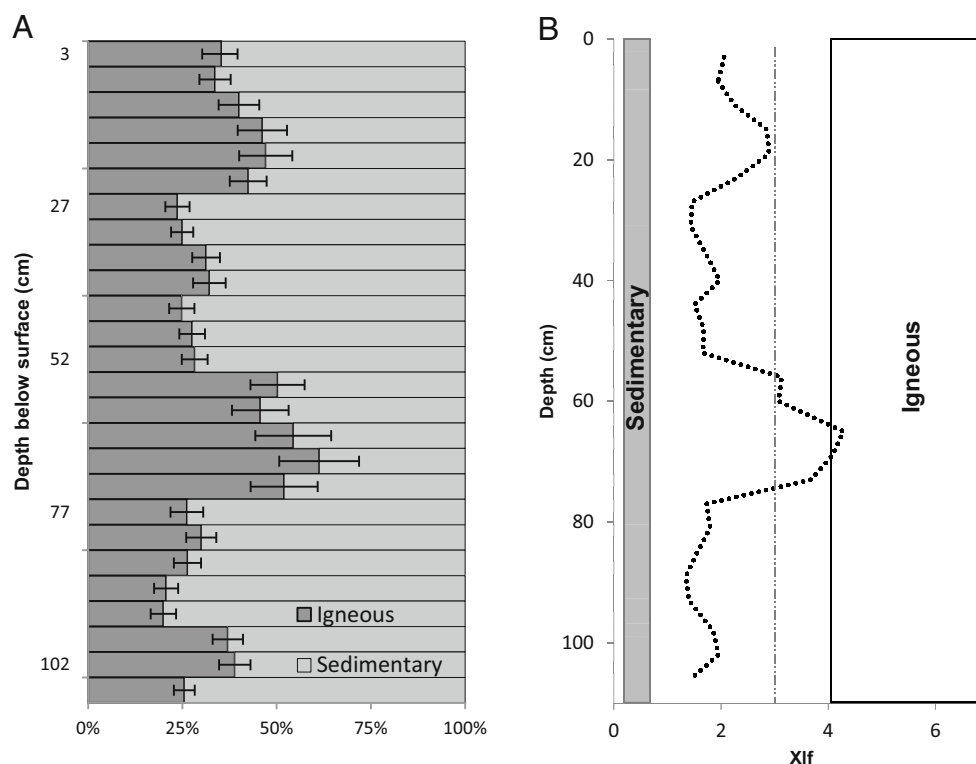 A
3
27
52
77
102
Depth below surface (cm)
Igneous
Sedimentary
0% 25% 50% 75% 100%
B
0
20
40
60
80
100
Depth (cm)
Sedimentary
Igneous
0 2 4 6
Xlf